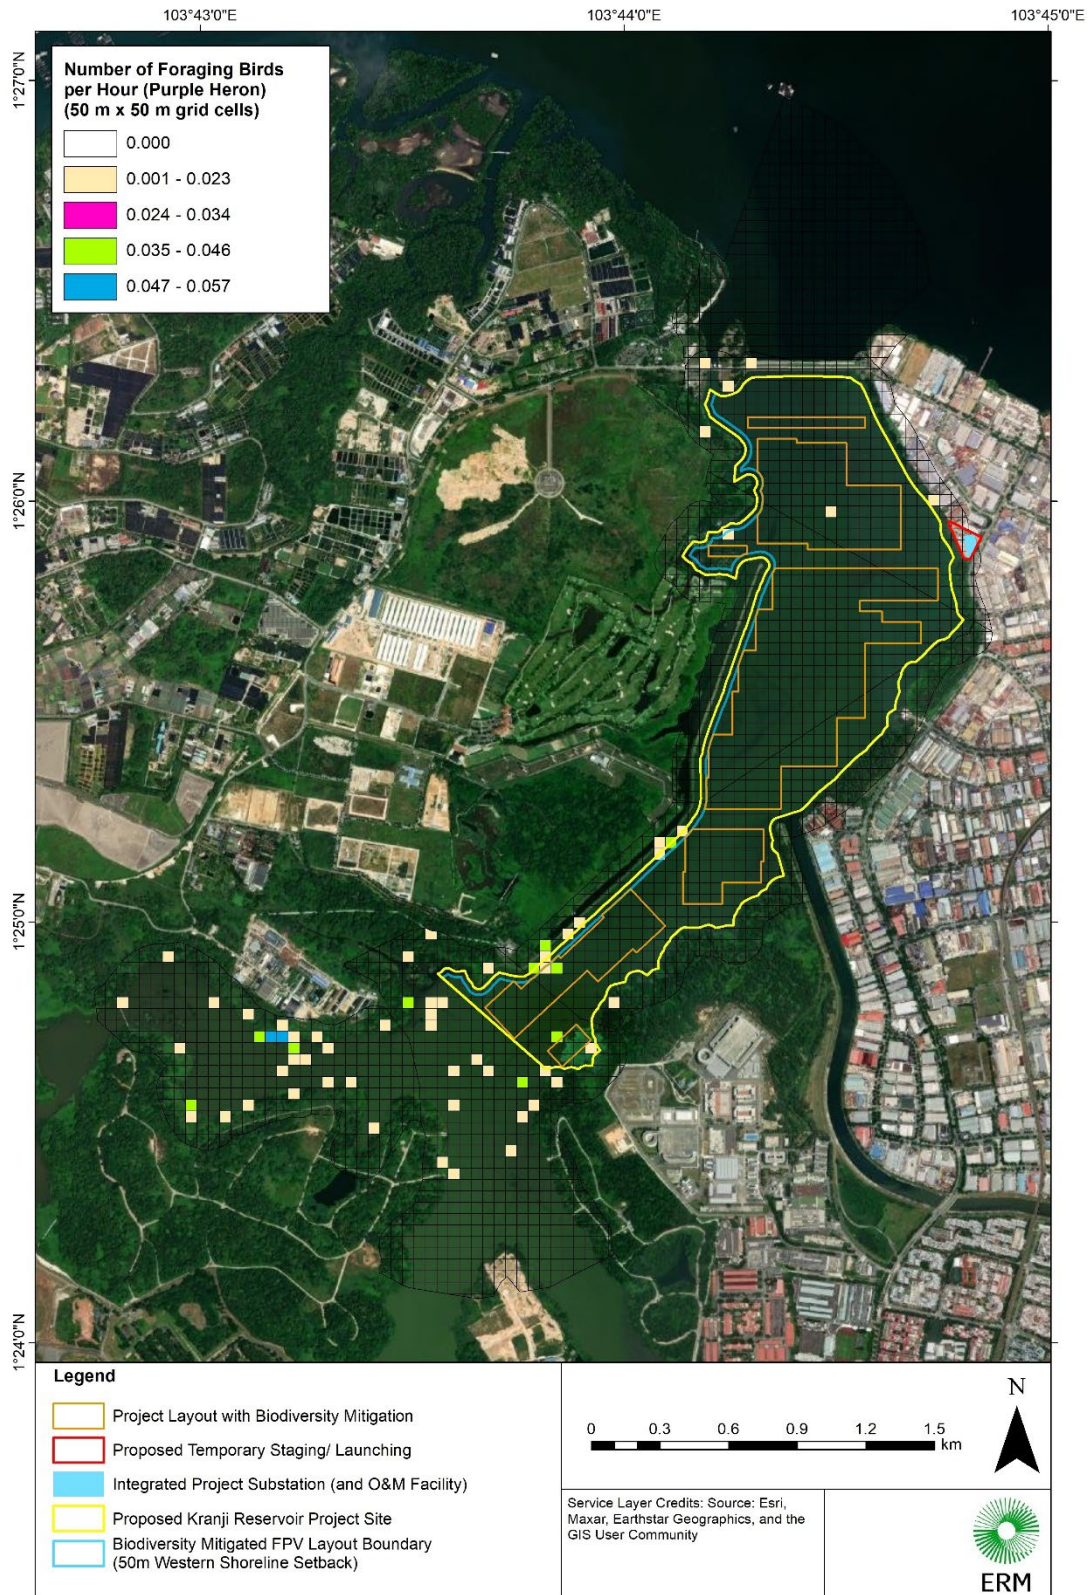 103°43'0"E
103°44'0"E
103°45'0"E
1°27'0"N
1°26'0"N
1°25'0"N
1°24'0"N
Number of Foraging Birds
per Hour (Purple Heron)
(50 m x 50 m grid cells)
0.000
0.001 - 0.023
0.024 - 0.034
0.035 - 0.046
0.047 - 0.057
Legend
Project Layout with Biodiversity Mitigation
Proposed Temporary Staging/ Launching
Integrated Project Substation (and O&M Facility)
Proposed Kranji Reservoir Project Site
Biodiversity Mitigated FPV Layout Boundary
(50m Western Shoreline Setback)
0 0.3 0.6 0.9 1.2 1.5
km
N
Service Layer Credits: Source: Esri,
Maxar, Earthstar Geographics, and the
GIS User Community
ERM